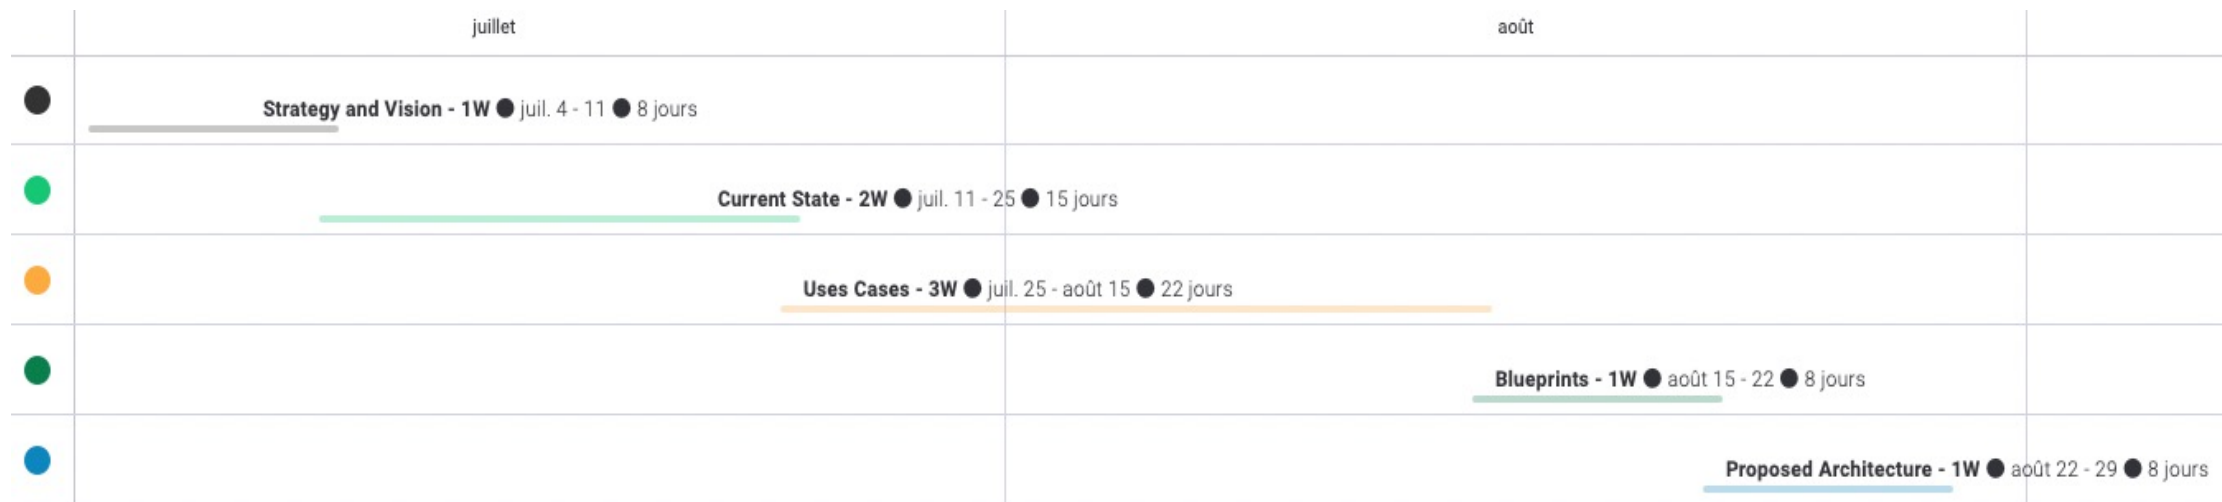 juillet août
Strategy and Vision - 1W ● juil. 4 - 11 ● 8 jours
Current State - 2W ● juil. 11 - 25 ● 15 jours
Uses Cases - 3W ● juil. 25 - août 15 ● 22 jours
Blueprints - 1W ● août 15 - 22 ● 8 jours
Proposed Architecture - 1W ● août 22 - 29 ● 8 jours